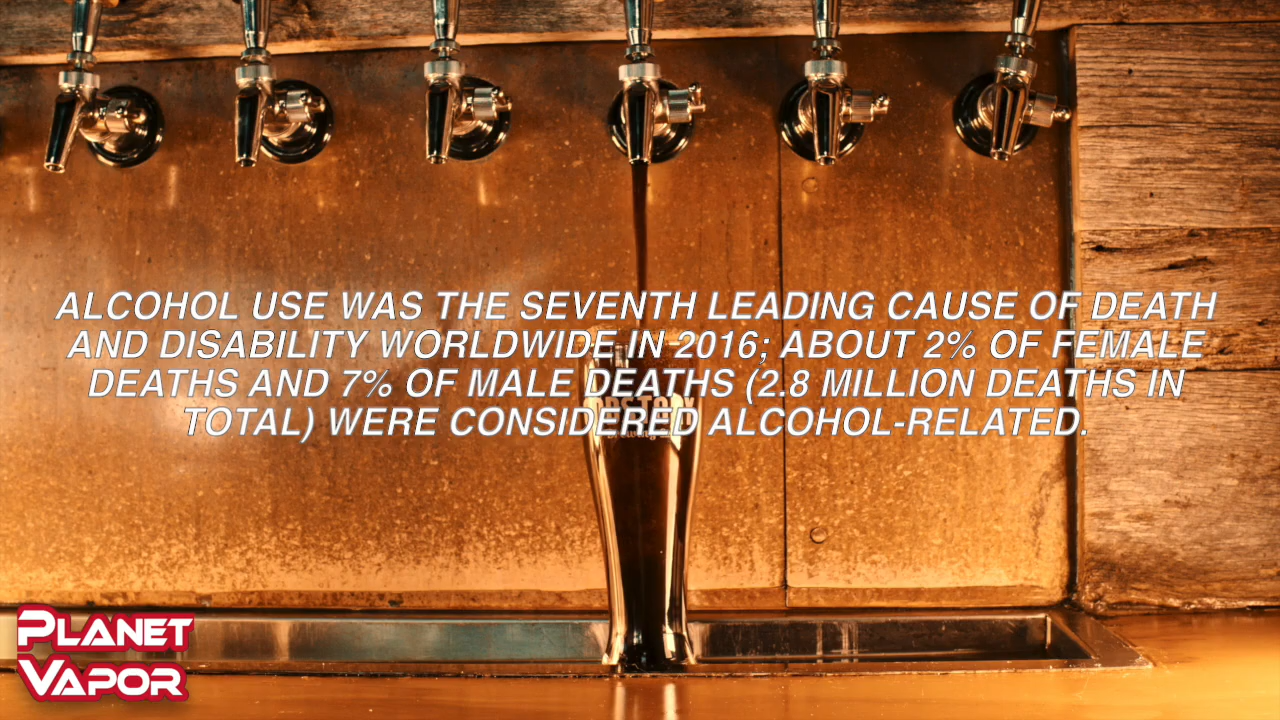 ALCOHOL USE WAS THE SEVENTH LEADING CAUSE OF DEATH
AND DISABILITY WORLDWIDE IN 2016; ABOUT 2% OF FEMALE
DEATHS AND 7% OF MALE DEATHS (2.8 MILLION DEATHS IN
TOTAL) WERE CONSIDERED ALCOHOL-RELATED.
PLANET
VAPOR